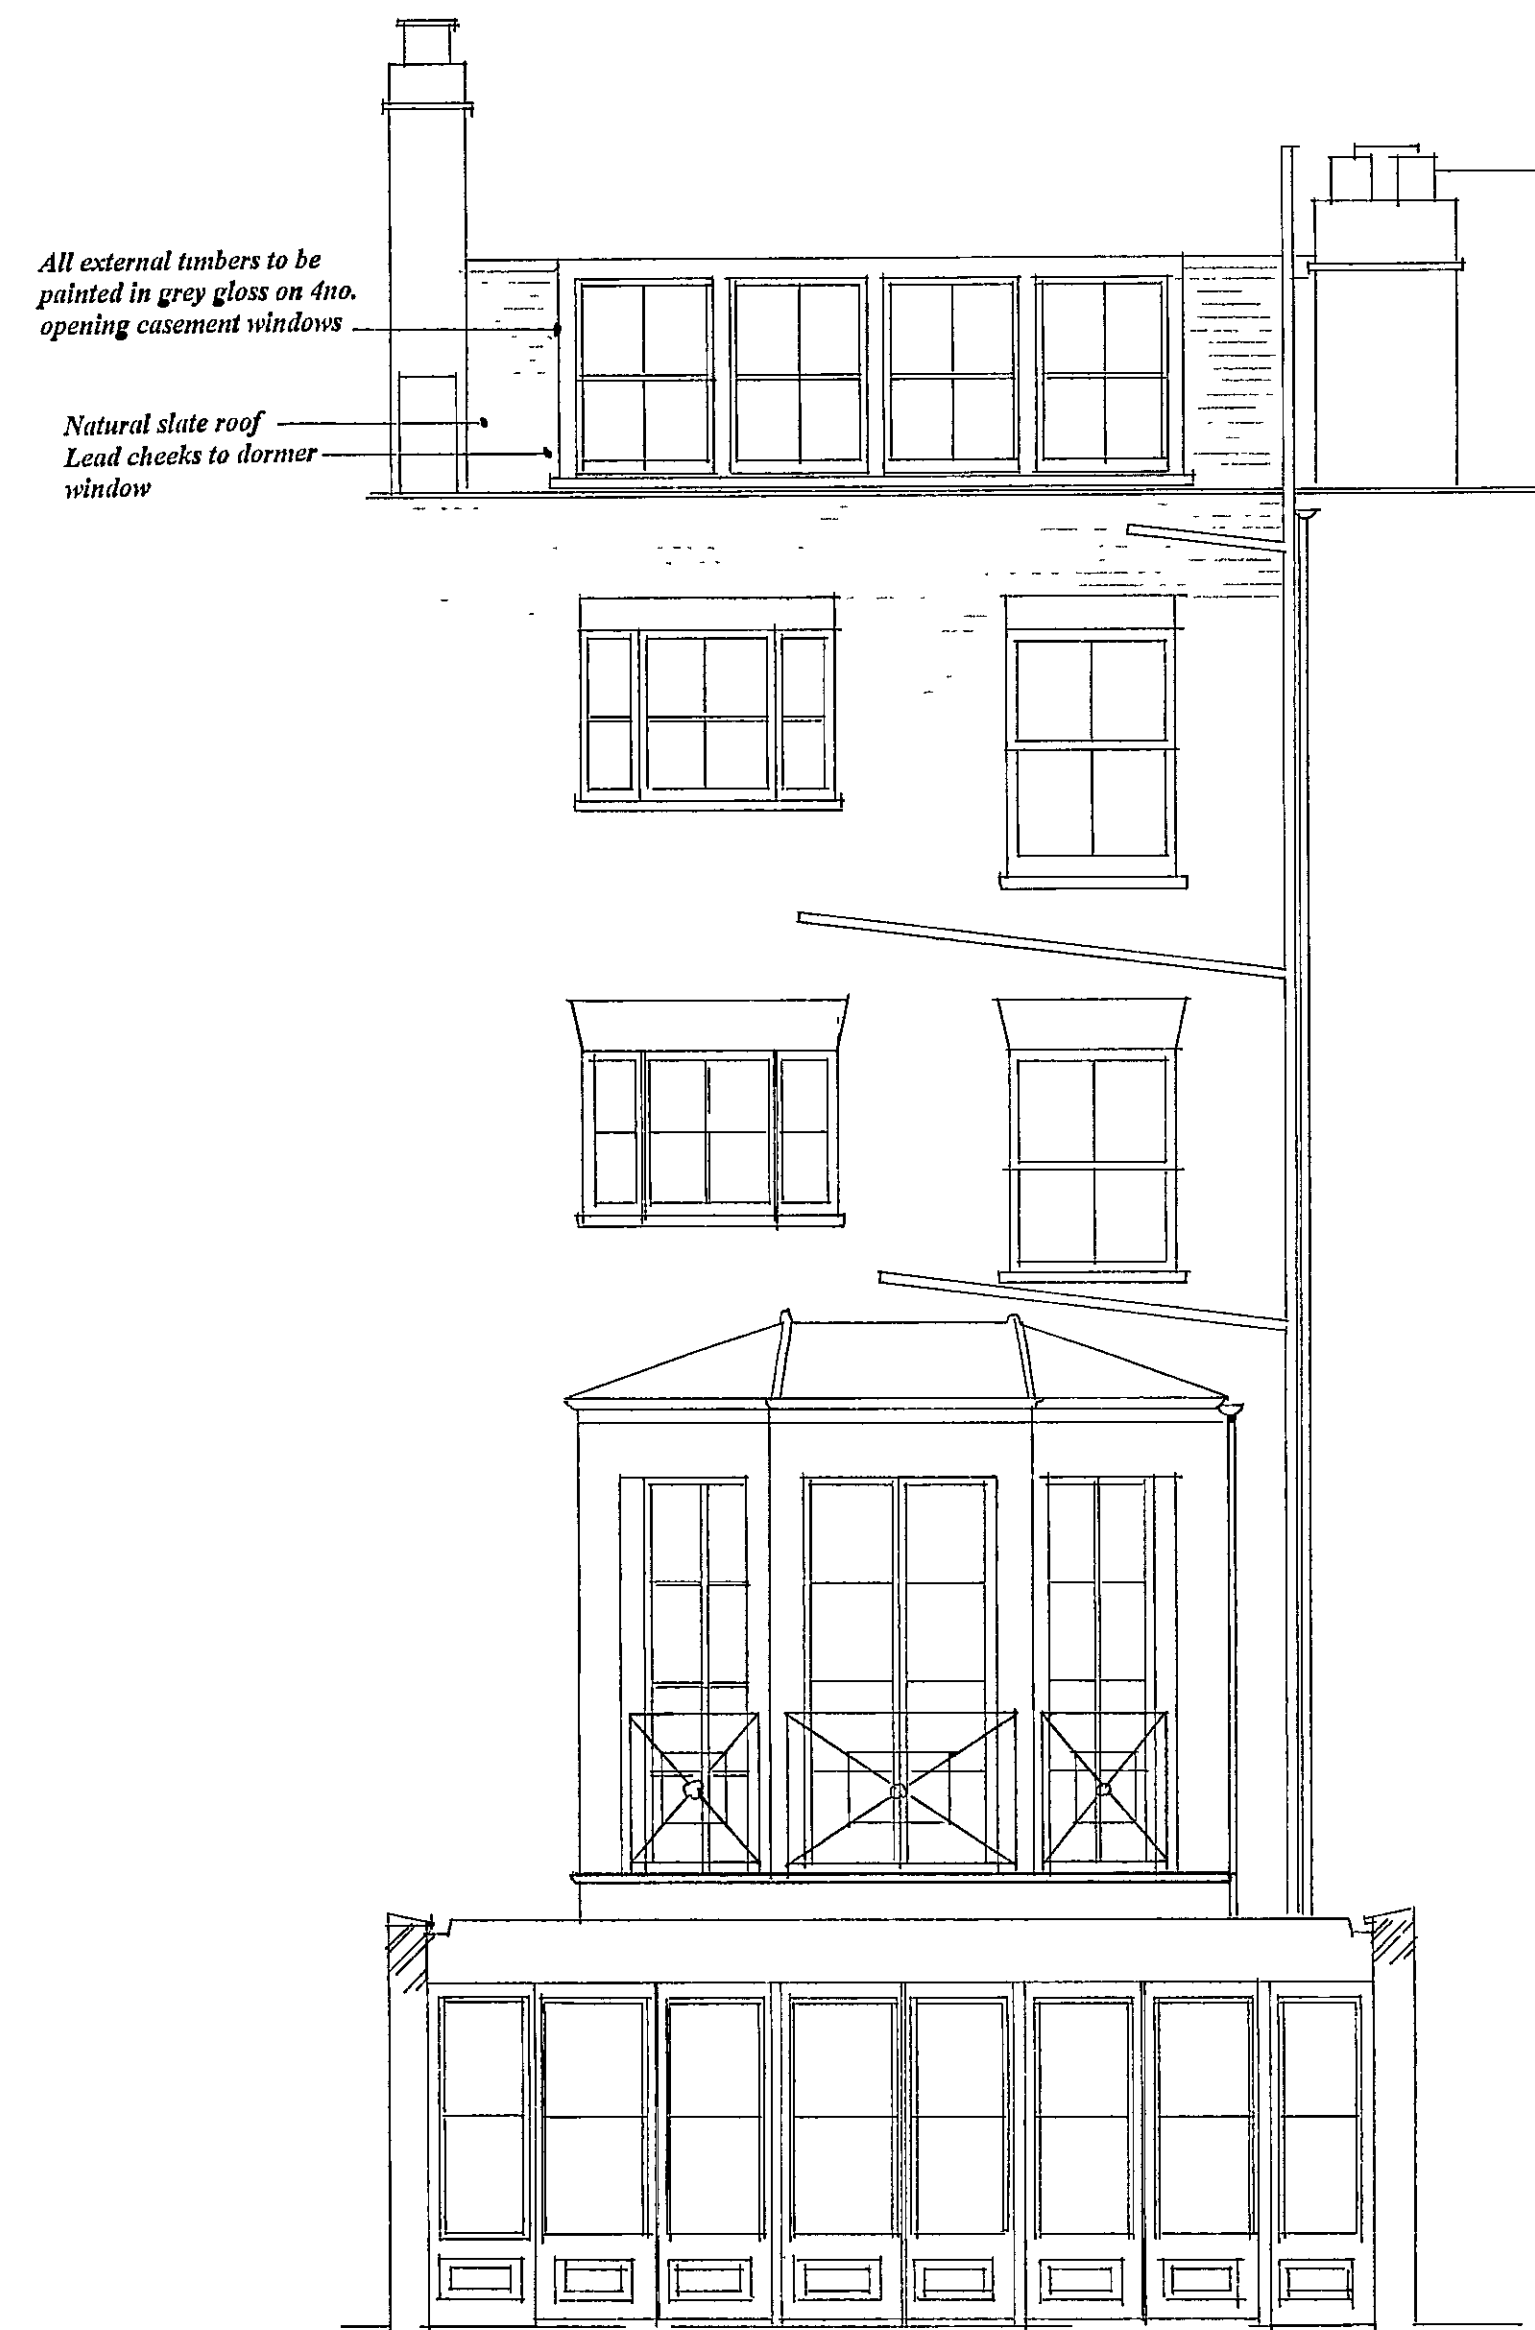 All external timbers to be
painted in grey gloss on 4no.
opening casement windows
Natural slate roof
Lead cheeks to dormer
window